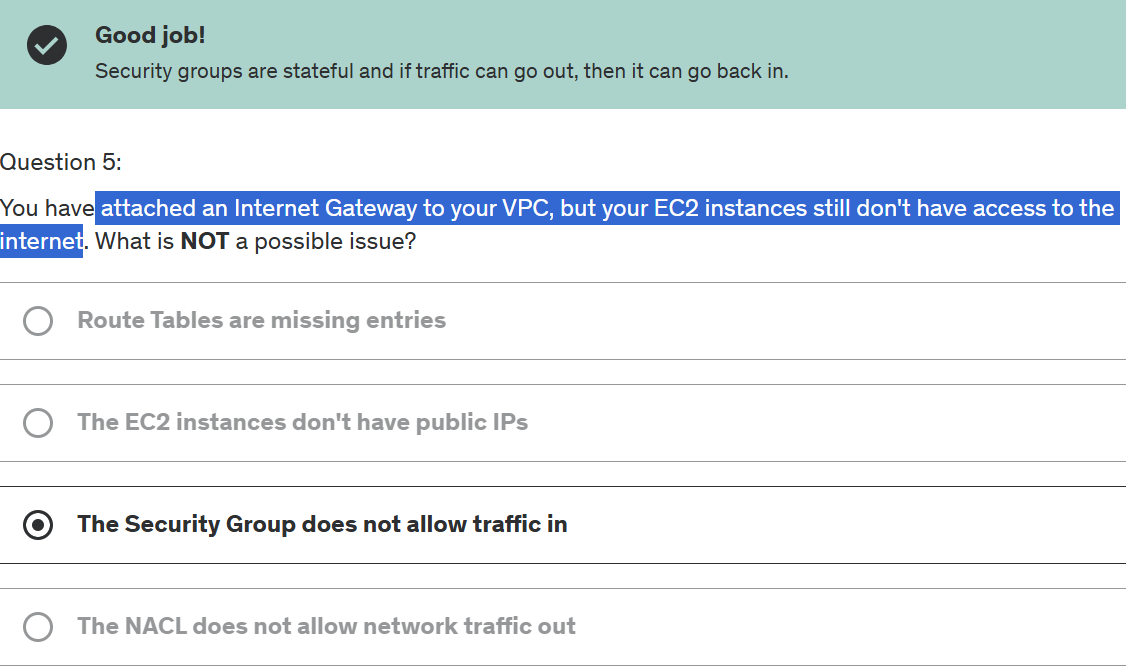 Good job!
Security groups are stateful and if traffic can go out, then it can go back in.
Question 5:
You have attached an Internet Gateway to your VPC, but your EC2 instances still don't have access to the
internet. What is NOT a possible issue?
Route Tables are missing entries
The EC2 instances don't have public IPs
The Security Group does not allow traffic in
The NACL does not allow network traffic out